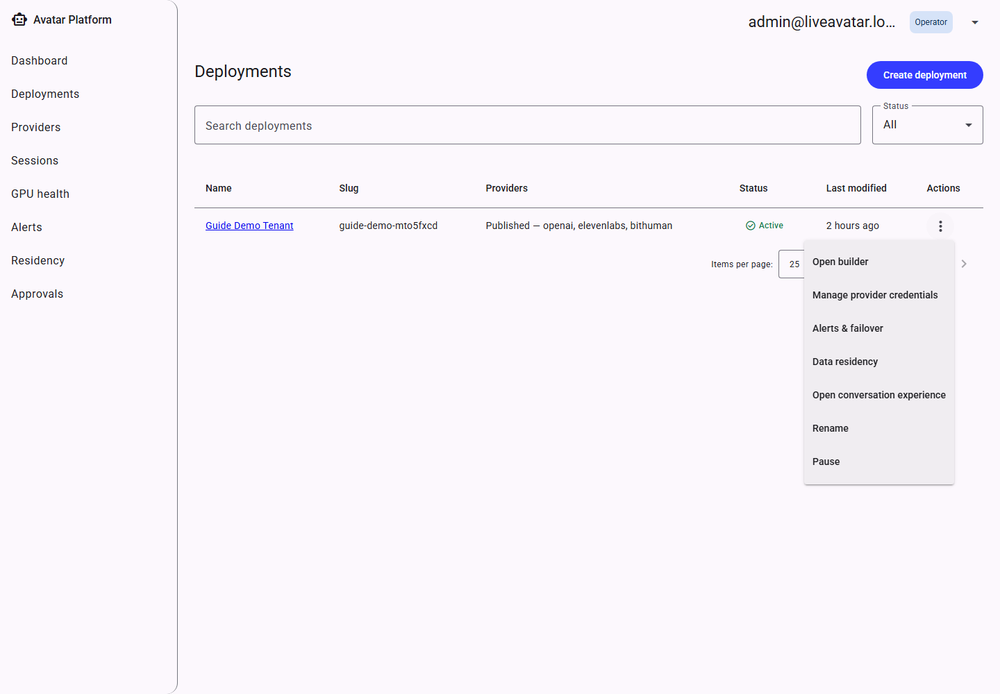 Avatar Platform
admin@liveavatar.lo...
Operator
Dashboard
Deployments
Providers
Sessions
GPU health
Alerts
Residency
Approvals
Deployments
Create deployment
Search deployments
Status
All
Name Slug Providers Status Last modified Actions
Guide Demo Tenant guide-demo-mto5fxcd Published — openai, elevenlabs, bithuman Active 2 hours ago
Items per page: 25
Open builder
Manage provider credentials
Alerts & failover
Data residency
Open conversation experience
Rename
Pause